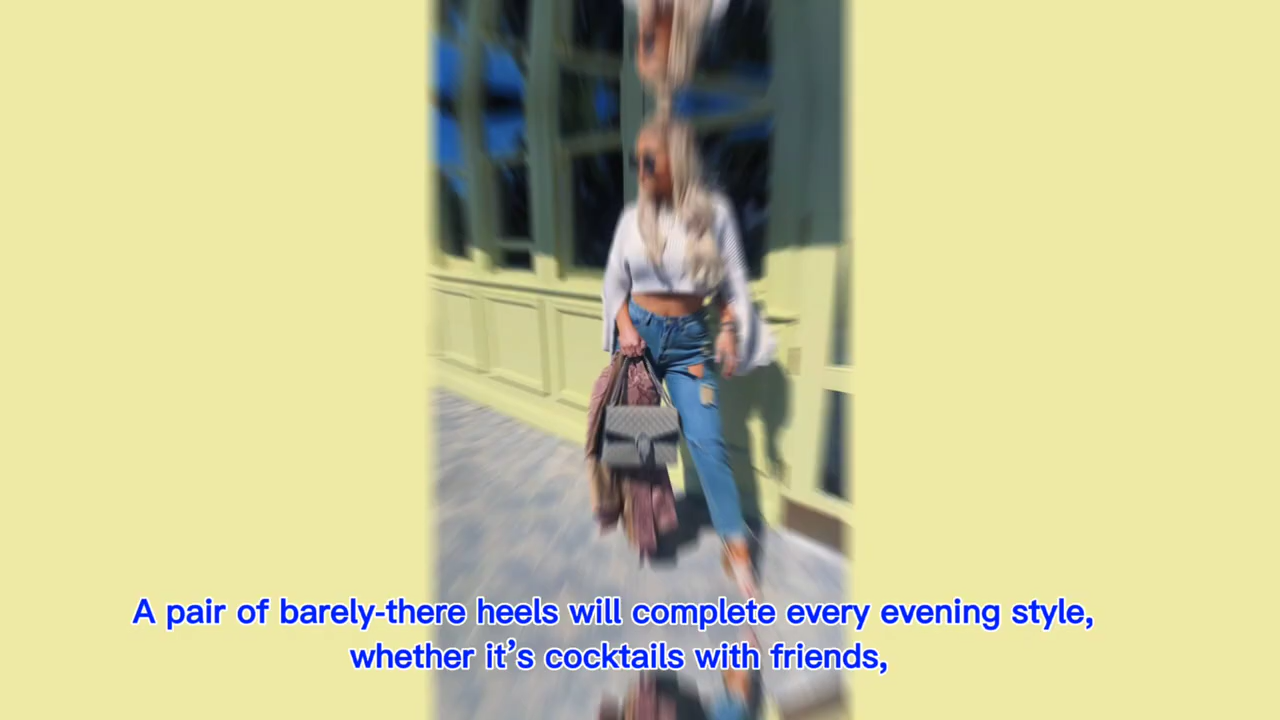 A pair of barely-there heels will complete every evening style,
whether it’s cocktails with friends,